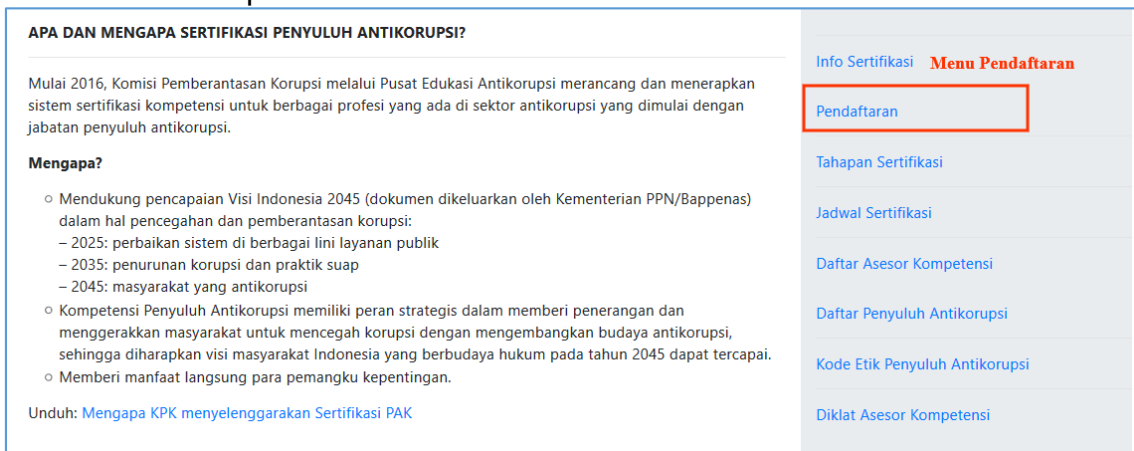 APA DAN MENGAPA SERTIFIKASI PENYULUH ANTIKORUPSI?
Mulai 2016, Komisi Pemberantasan Korupsi melalui Pusat Edukasi Antikorupsi merancang dan menerapkan
sistem sertifikasi kompetensi untuk berbagai profesi yang ada di sektor antikorupsi yang dimulai dengan
jabatan penyuluh antikorupsi.
Mengapa?
Mendukung pencapaian Visi Indonesia 2045 (dokumen dikeluarkan oleh Kementerian PPN/Bappenas)
dalam hal pencegahan dan pemberantasan korupsi:
– 2025: perbaikan sistem di berbagai lini layanan publik
– 2035: penurunan korupsi dan praktik suap
– 2045: masyarakat yang antikorupsi
Kompetensi Penyuluh Antikorupsi memiliki peran strategis dalam memberi penerangan dan
menggerakkan masyarakat untuk mencegah korupsi dengan mengembangkan budaya antikorupsi,
sehingga diharapkan visi masyarakat Indonesia yang berbudaya hukum pada tahun 2045 dapat tercapai.
Memberi manfaat langsung para pemangku kepentingan.
Unduh: Mengapa KPK menyelenggarakan Sertifikasi PAK
Info Sertifikasi Menu Pendaftaran
Pendaftaran
Tahapan Sertifikasi
Jadwal Sertifikasi
Daftar Asesor Kompetensi
Daftar Penyuluh Antikorupsi
Kode Etik Penyuluh Antikorupsi
Diklat Asesor Kompetensi